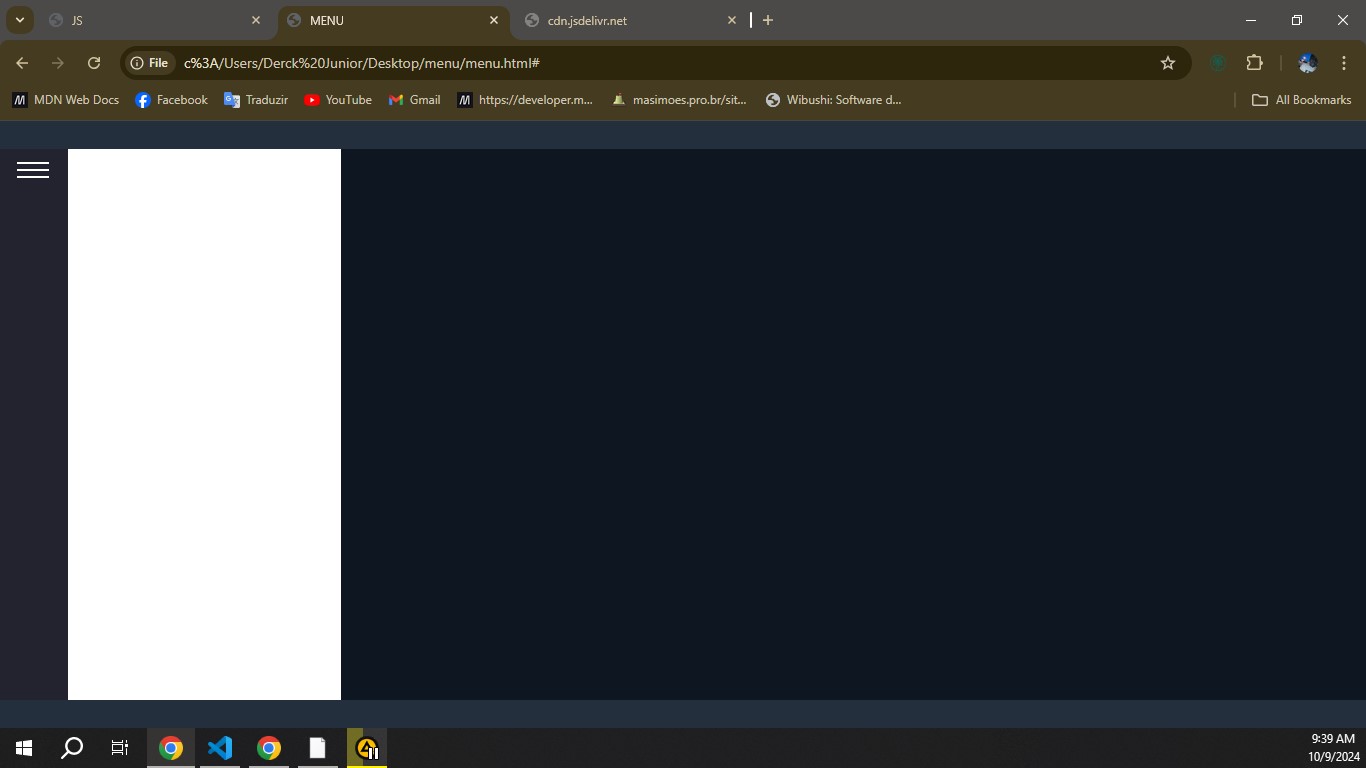 JS
MENU
cdn.jsdelivr.net
File
c%3A/Users/Derck%20Junior/Desktop/menu/menu.html#
MDN Web Docs
Facebook
Traduzir
YouTube
Gmail
https://developer.m...
masimoes.pro.br/sit...
Wibushi: Software d...
All Bookmarks
9:39 AM
10/9/2024